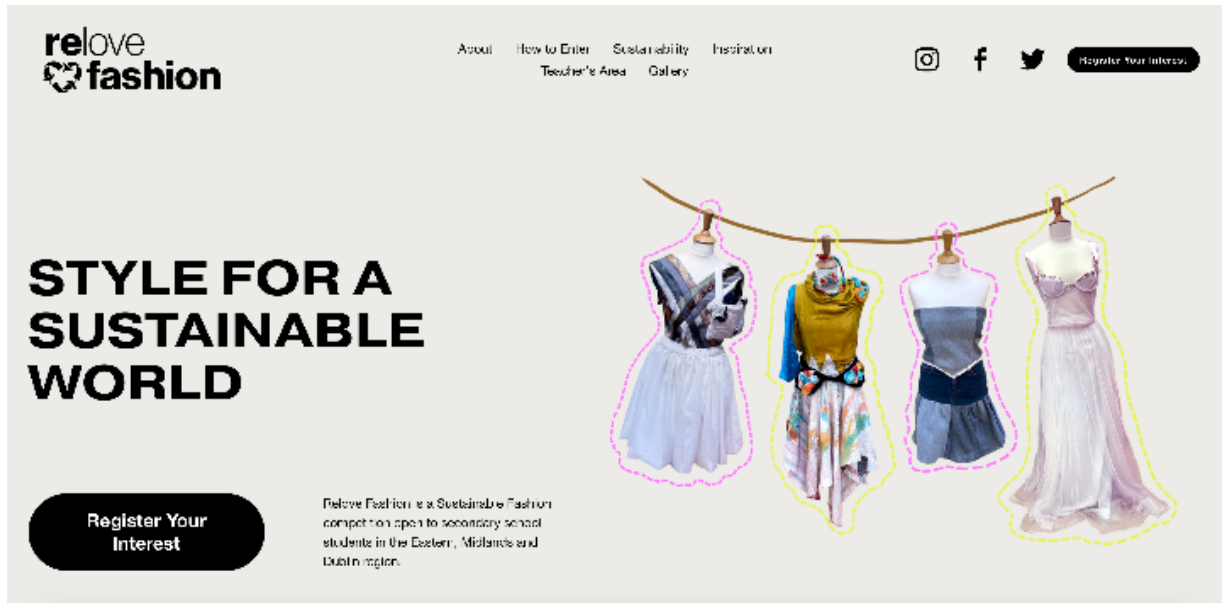 relove
fashion
About How to Enter Sustainability Inspiration
Teacher's Area Gallery
Register Your Interest
STYLE FOR A
SUSTAINABLE
WORLD
Register Your
Interest
Relove Fashion is a Sustainable Fashion
competition open to secondary school
students in the Eastern, Midlands and
Dublin region.